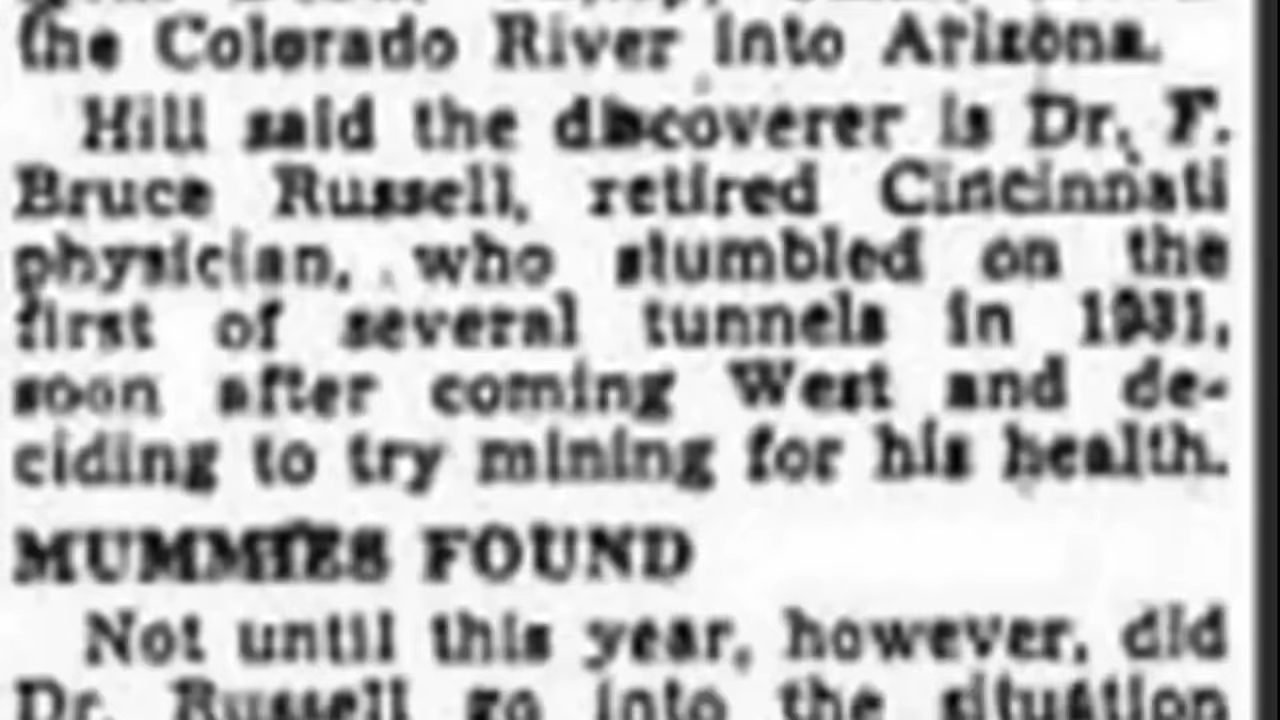 the Colorado River into Arizona.
Hill said the discoverer is Dr. F.
Bruce Russell, retired Cincinnati
physician, who stumbled on the
first of several tunnels in 1931,
soon after coming West and de-
ciding to try mining for his health.
MUMMIES FOUND
Not until this year, however, did
Dr. Russell go into the situation